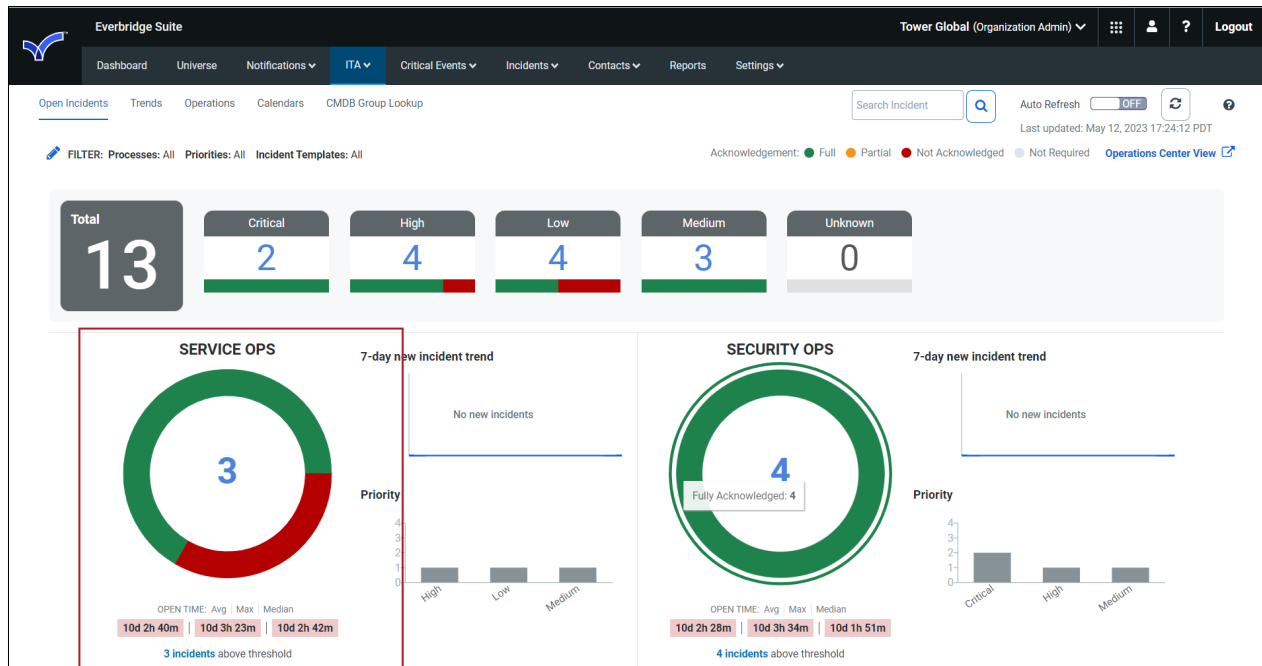 Everbridge Suite
Tower Global (Organization Admin)
?
Logout
Dashboard
Universe
Notifications
ITA
Critical Events
Incidents
Contacts
Reports
Settings
Open Incidents
Trends
Operations
Calendars
CMDB Group Lookup
Search Incident
Auto Refresh
OFF
?
Last updated: May 12, 2023 17:24:12 PDT
FILTER: Processes: All Priorities: All Incident Templates: All
Acknowledgement: Full Partial Not Acknowledged Not Required
Operations Center View
Total
13
Critical
2
High
4
Low
4
Medium
3
Unknown
0
SERVICE OPS
3
OPEN TIME: Avg | Max | Median
10d 2h 40m | 10d 3h 23m | 10d 2h 42m
3 incidents above threshold
7-day new incident trend
No new incidents
Priority
4
3
2
1
0
High
Low
Medium
SECURITY OPS
4
Fully Acknowledged: 4
OPEN TIME: Avg | Max | Median
10d 2h 28m | 10d 3h 34m | 10d 1h 51m
4 incidents above threshold
7-day new incident trend
No new incidents
Priority
4
3
2
1
0
Critical
High
Medium